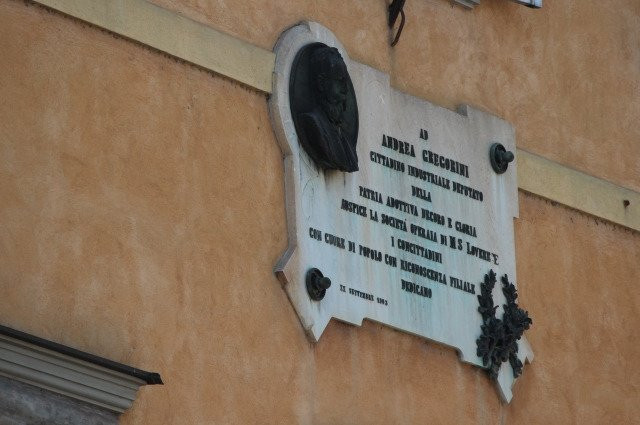 AD
ANDREA GREGORINI
CITTADINO INDUSTRIALE DEPUTATO
DELLA
PATRIA ADOTTIVA DECORO E GLORIA
AUSPICE LA SOCIETÀ OPERAIA DI M S LOVERE
I CONCITTADINI
CON CUORE DI POPOLO CON RICONOSCENZA FILIALE
DEDICANO
XX SETTEMBRE